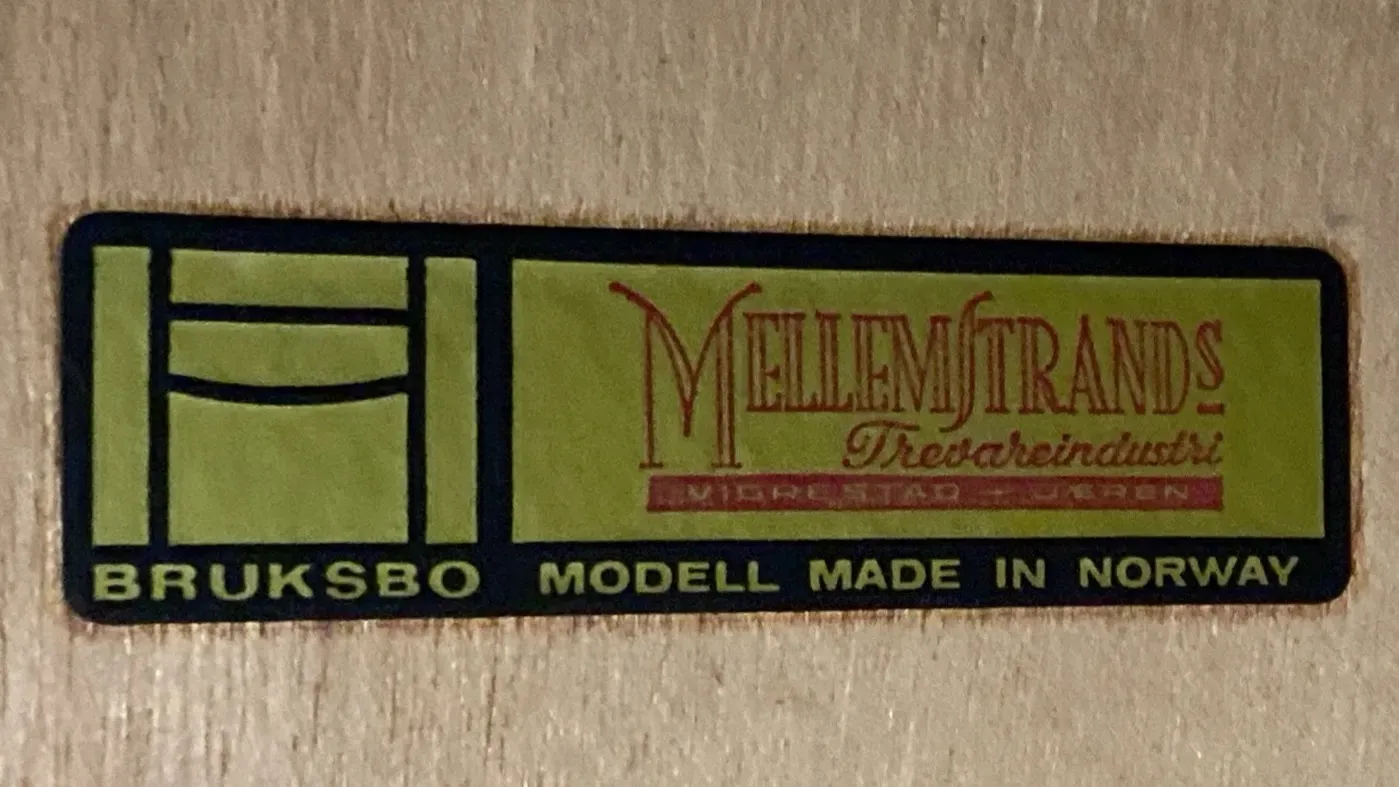 MELLEMSTRANDS
Trevareindustri
VIGRESTAD - JÆREN
BRUKSBO MODELL MADE IN NORWAY